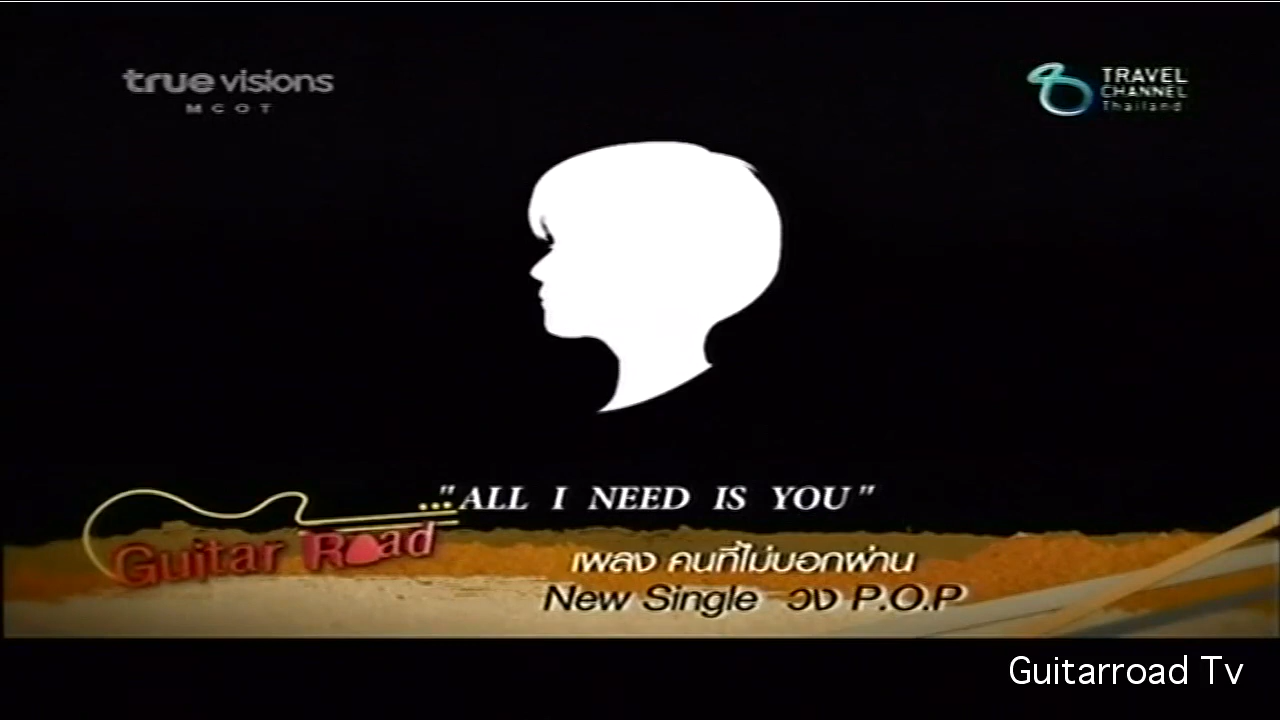 true visions
MCOT
TRAVEL
CHANNEL
Thailand
"ALL I NEED IS YOU"
Guitar Road
เพลง คนที่ไม่บอกผ่าน
New Single วง P.O.P
Guitarroad Tv